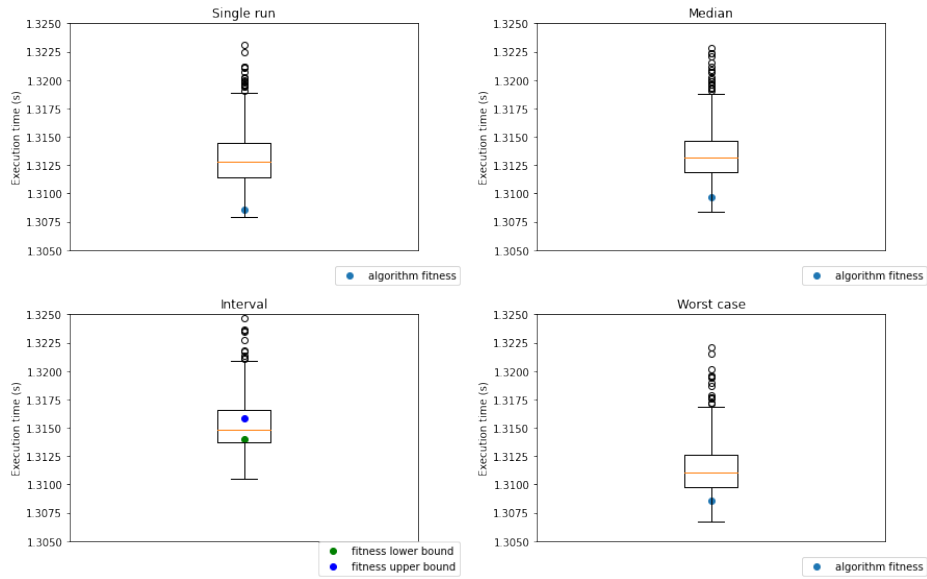 Single run
Execution time (s)
1.3250
1.3225
1.3200
1.3175
1.3150
1.3125
1.3100
1.3075
1.3050
algorithm fitness
Median
Execution time (s)
1.3250
1.3225
1.3200
1.3175
1.3150
1.3125
1.3100
1.3075
1.3050
algorithm fitness
Interval
Execution time (s)
1.3250
1.3225
1.3200
1.3175
1.3150
1.3125
1.3100
1.3075
1.3050
fitness lower bound
fitness upper bound
Worst case
Execution time (s)
1.3250
1.3225
1.3200
1.3175
1.3150
1.3125
1.3100
1.3075
1.3050
algorithm fitness